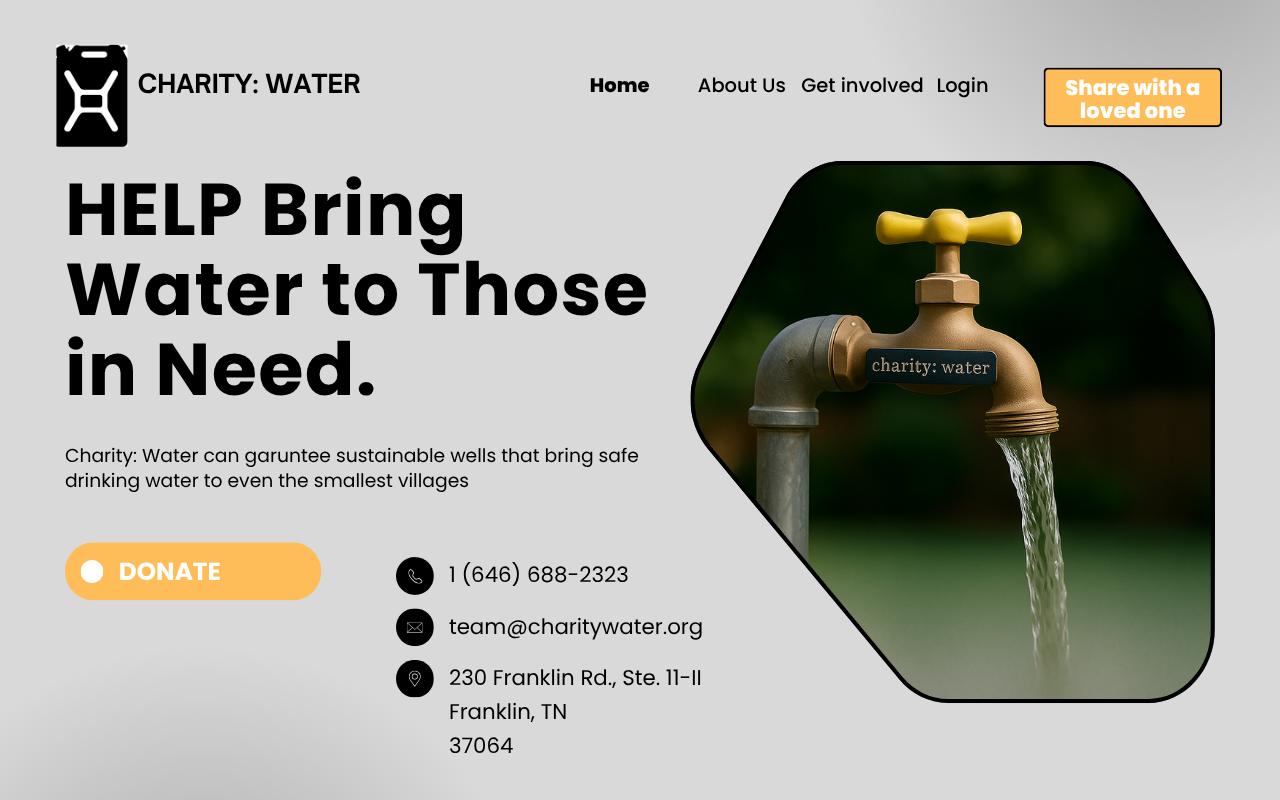 CHARITY: WATER
Home
About Us
Get involved
Login
Share with a
loved one
HELP Bring
Water to Those
in Need.
charity: water
Charity: Water can garuntee sustainable wells that bring safe
drinking water to even the smallest villages
DONATE
1 (646) 688-2323
team@charitywater.org
230 Franklin Rd., Ste. 11-II
Franklin, TN
37064